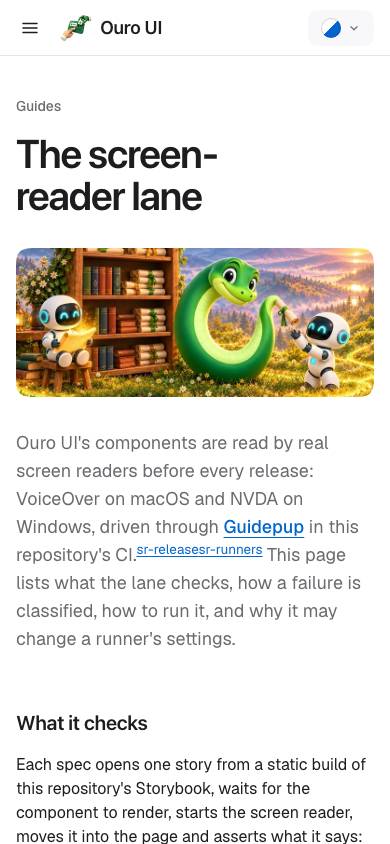 Ouro UI
Guides
The screen-
reader lane
Ouro UI's components are read by real
screen readers before every release:
VoiceOver on macOS and NVDA on
Windows, driven through Guidepup in this
repository's CI.sr-releasesr-runners This page
lists what the lane checks, how a failure is
classified, how to run it, and why it may
change a runner's settings.
What it checks
Each spec opens one story from a static build of
this repository's Storybook, waits for the
component to render, starts the screen reader,
moves it into the page and asserts what it says: